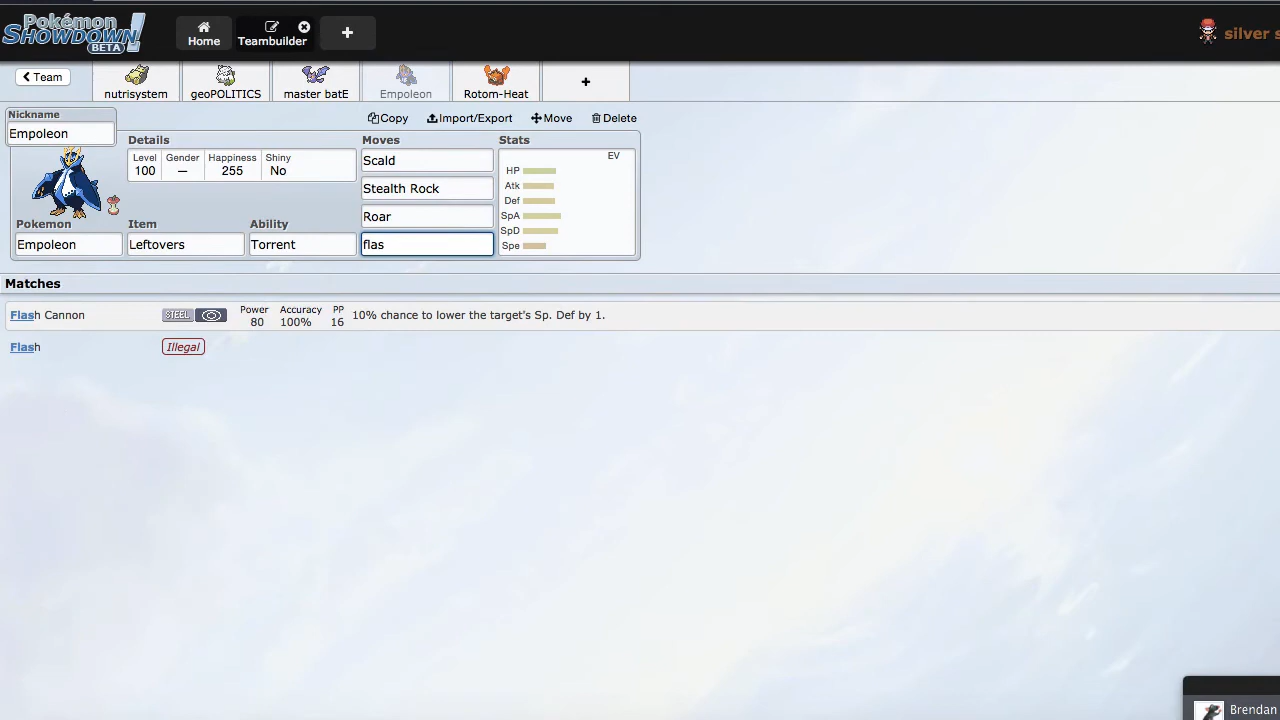 Pokémon
SHOWDOWN!
BETA
Home
Teambuilder
+
silver s
Team
nutrisystem
geoPOLITICS
master batE
Empoleon
Rotom-Heat
+
Nickname
Empoleon
Copy
Import/Export
Move
Delete
Details
Moves
Stats
Level
100
Gender
—
Happiness
255
Shiny
No
Scald
Stealth Rock
Roar
flas
EV
HP
Atk
Def
SpA
SpD
Spe
Pokemon
Empoleon
Item
Leftovers
Ability
Torrent
Matches
Flash Cannon STEEL Power 80 Accuracy 100% PP 16 10% chance to lower the target's Sp. Def by 1.
Flash Illegal
Brendan